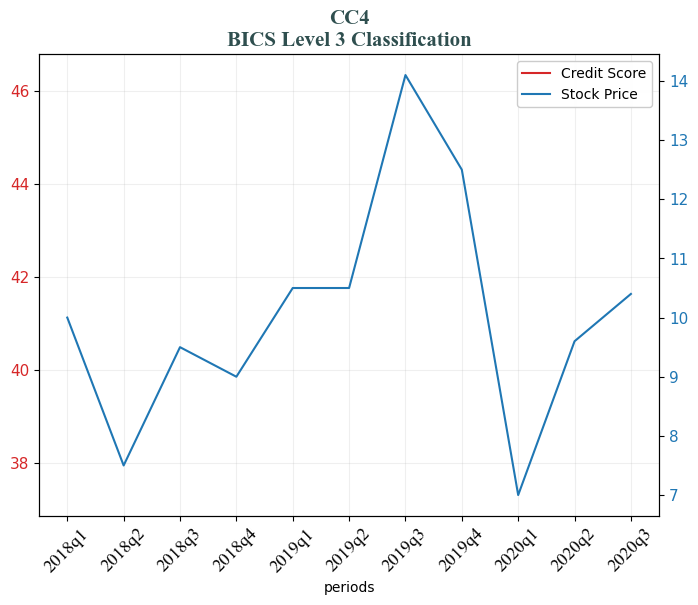 CC4
BICS Level 3 Classification
Credit Score
Stock Price
46
44
42
40
38
14
13
12
11
10
9
8
7
2018q1
2018q2
2018q3
2018q4
2019q1
2019q2
2019q3
2019q4
2020q1
2020q2
2020q3
periods